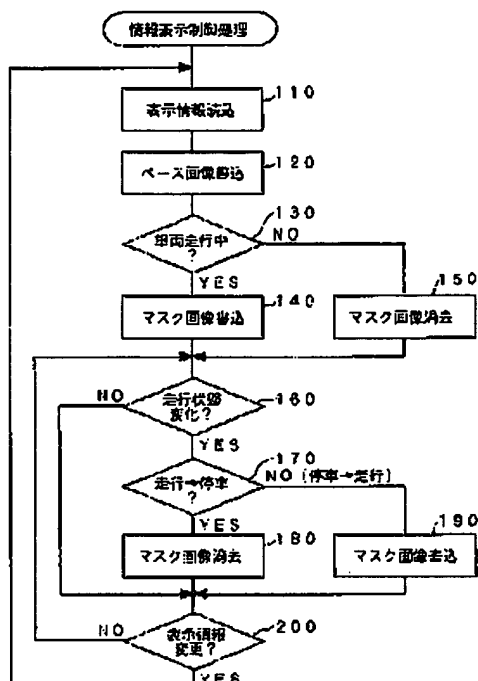 情報表示制御処理
110
表示情報読込
120
ベース画像書込
130
車両走行中
?
NO
YES
140
マスク画像書込
150
マスク画像消去
160
走行状態
変化?
NO
YES
170
走行→停車
?
NO (停車→走行)
YES
180
マスク画像消去
190
マスク画像書込
200
表示情報
変更?
NO
YES